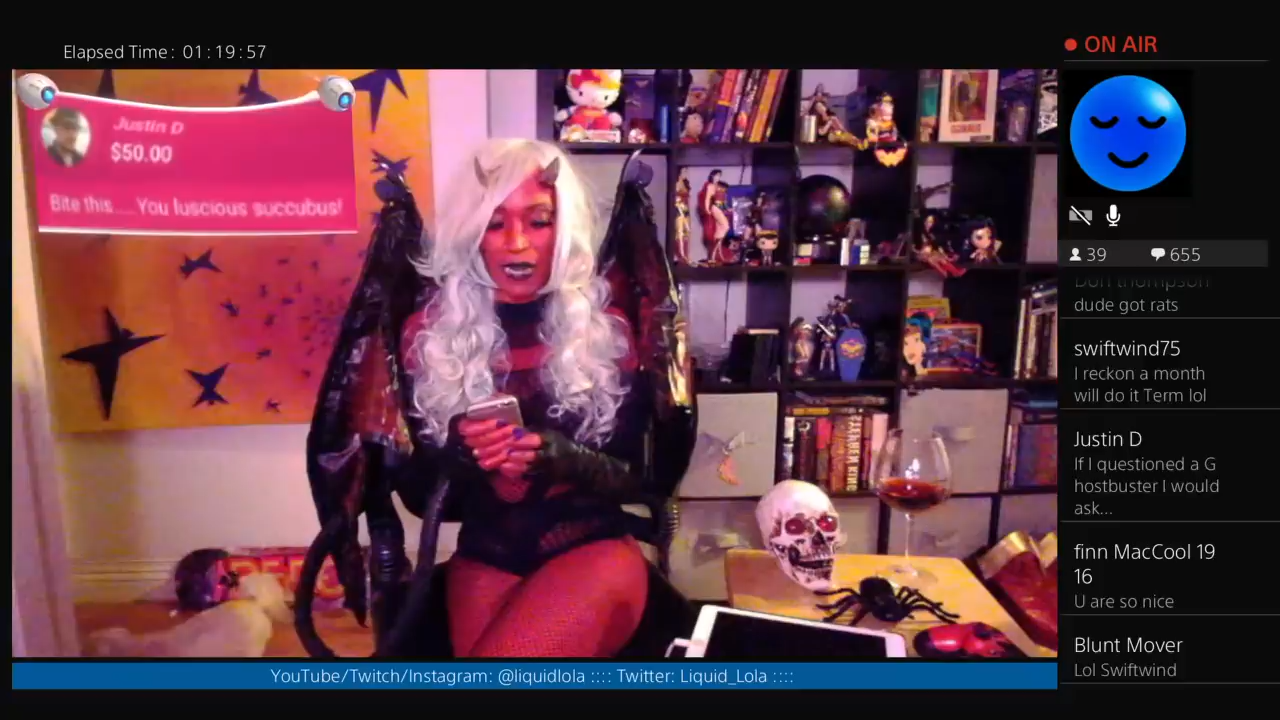 Elapsed Time: 01:19:57
ON AIR
Justin D
$50.00
Bite this.....You luscious succubus!
39 655
dude got rats
swiftwind75
I reckon a month
will do it Term lol
Justin D
If I questioned a G
hostbuster I would
ask...
finn MacCool 19
16
U are so nice
Blunt Mover
Lol Swiftwind
STEPHEN KING
YouTube/Twitch/Instagram: @liquidlola :::: Twitter: Liquid_Lola ::::